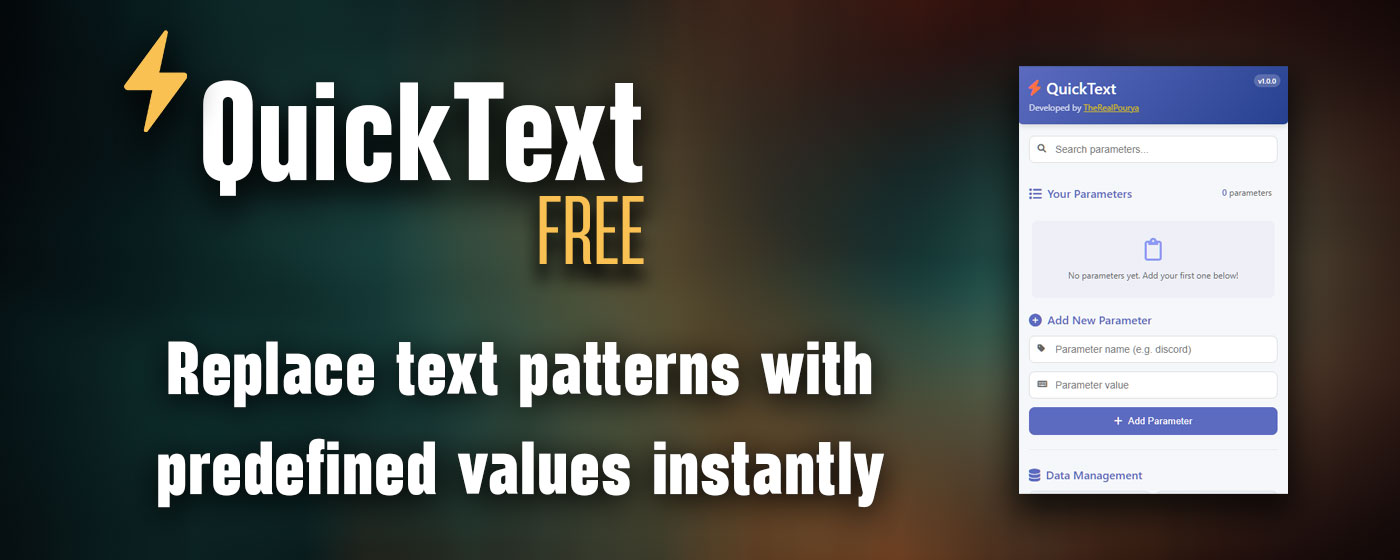 QuickText
FREE
Replace text patterns with
predefined values instantly
QuickText
v1.0.0
Developed by TheRealPourya
Search parameters...
Your Parameters
0 parameters
No parameters yet. Add your first one below!
Add New Parameter
Parameter name (e.g. discord)
Parameter value
+ Add Parameter
Data Management